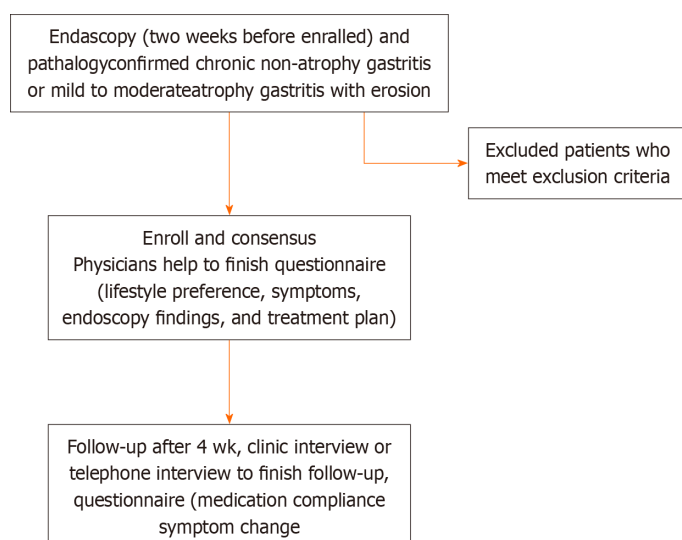 Endascopy (two weeks before enralled) and
pathalogyconfirmed chronic non-atrophy gastritis
or mild to moderateatrophy gastritis with erosion
Excluded patients who
meet exclusion criteria
Enroll and consensus
Physicians help to finish questionnaire
(lifestyle preference, symptoms,
endoscopy findings, and treatment plan)
Follow-up after 4 wk, clinic interview or
telephone interview to finish follow-up,
questionnaire (medication compliance
symptom change